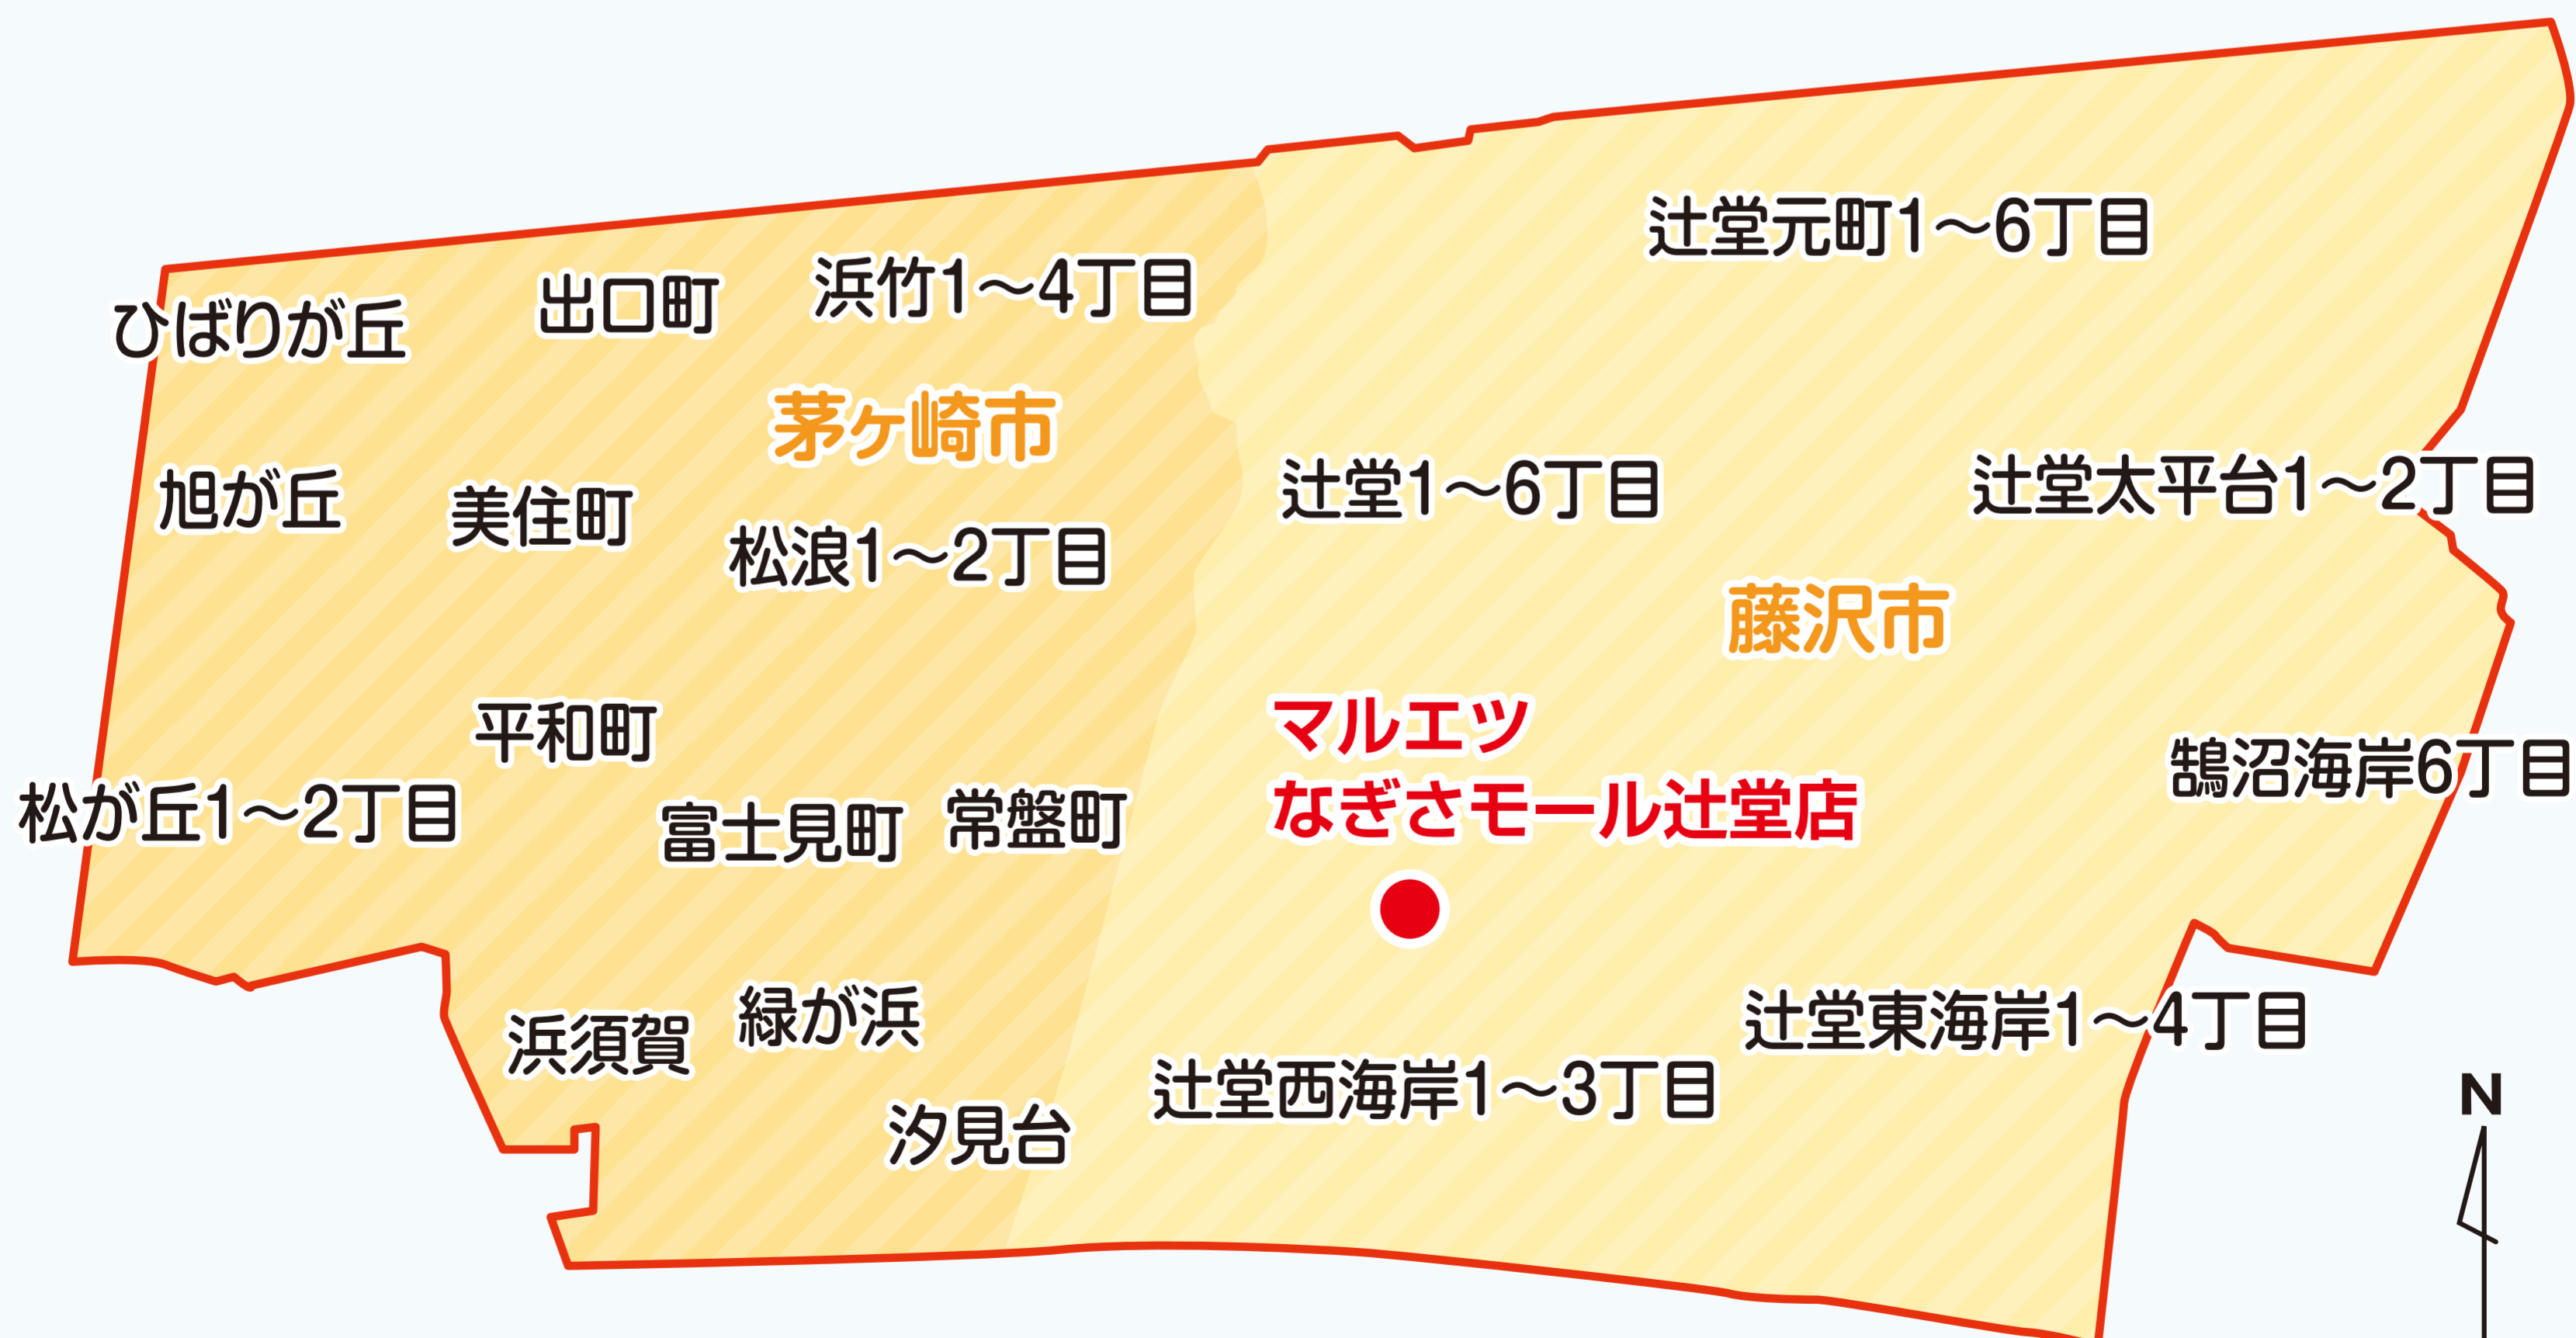 辻堂元町1〜6丁目
浜竹1〜4丁目
出口町
ひばりが丘
茅ヶ崎市
辻堂太平台1〜2丁目
辻堂1〜6丁目
旭が丘
美住町
松浪1〜2丁目
藤沢市
平和町
マルエツ
なぎさモール辻堂店
鵠沼海岸6丁目
松が丘1〜2丁目
富士見町
常盤町
緑が浜
浜須賀
辻堂東海岸1〜4丁目
辻堂西海岸1〜3丁目
汐見台
N